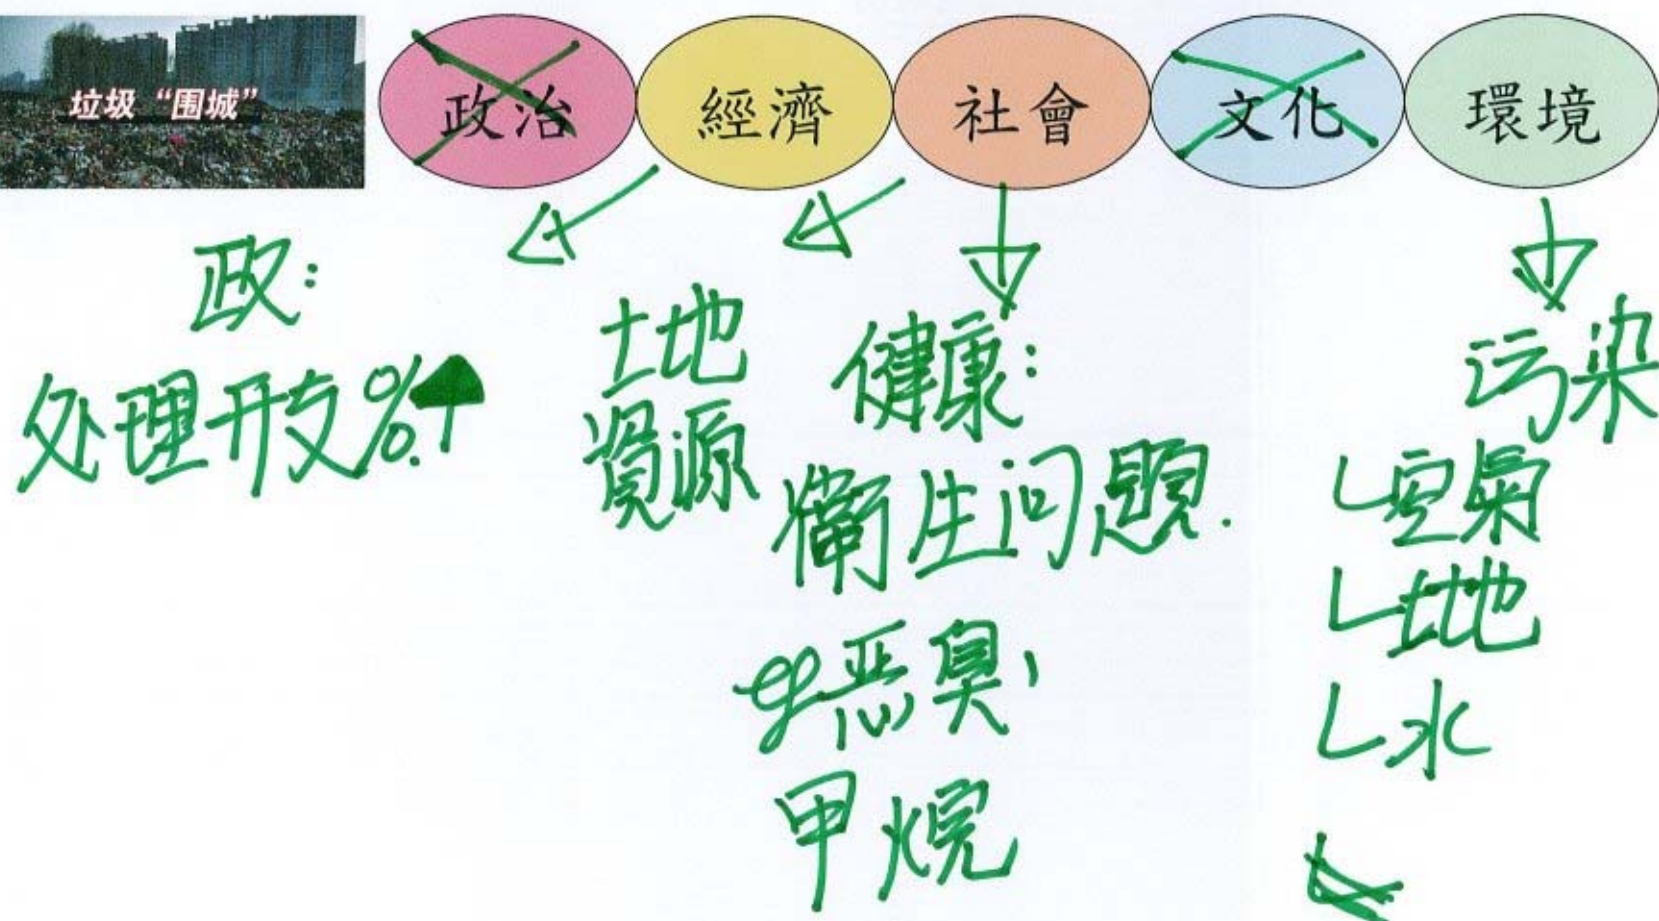 垃圾“围城”
政治 經濟 社會 文化 環境
政：
处理开支%↑
土地
資源
健康：
衛生问題.
恶臭，
甲烷
污染
空氣
地
水